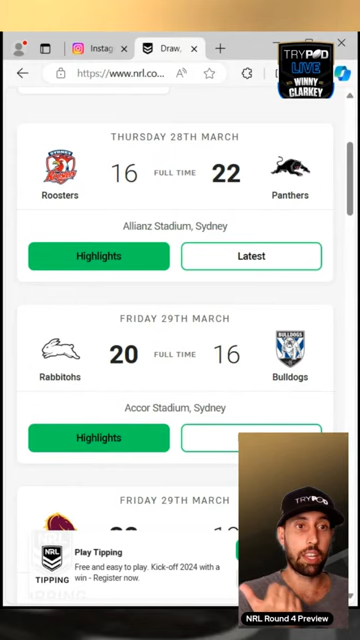 Instag
Draw,
TRYPOD
LIVE
WINNY
CLARKEY
https://www.nrl.co...
THURSDAY 28TH MARCH
SYDNEY
Roosters
16
FULL TIME
22
Panthers
Allianz Stadium, Sydney
Highlights
Latest
FRIDAY 29TH MARCH
Rabbitohs
20
FULL TIME
16
BULLDOGS
Bulldogs
Accor Stadium, Sydney
Highlights
FRIDAY 29TH MARCH
NRL
TIPPING
Play Tipping
Free and easy to play. Kick-off 2024 with a
win - Register now.
TRYPOD
NRL Round 4 Preview